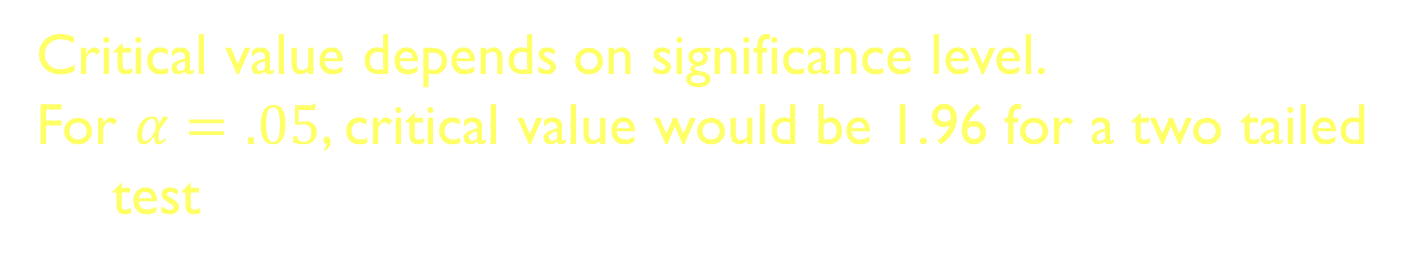 Critical value depends on significance level.
For α = .05, critical value would be 1.96 for a two tailed
test